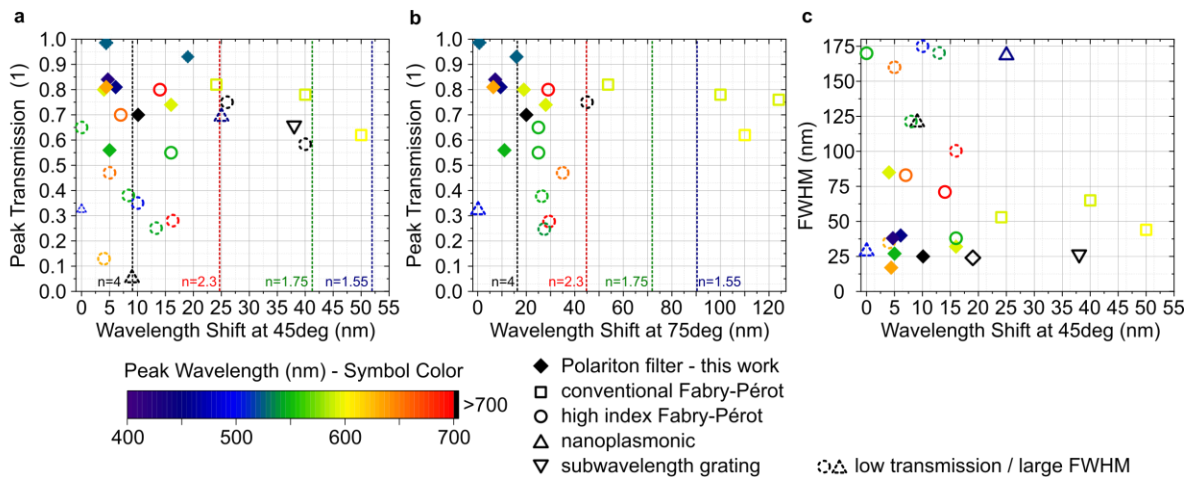 a
Peak Transmission (1)
1.0
0.9
0.8
0.7
0.6
0.5
0.4
0.3
0.2
0.1
0.0
n=4
n=2.3
n=1.75
n=1.55
0 5 10 15 20 25 30 35 40 45 50 55
Wavelength Shift at 45deg (nm)
b
Peak Transmission (1)
1.0
0.9
0.8
0.7
0.6
0.5
0.4
0.3
0.2
0.1
0.0
n=4
n=2.3
n=1.75
n=1.55
0 20 40 60 80 100 120
Wavelength Shift at 75deg (nm)
c
FWHM (nm)
175
150
125
100
75
50
25
0
0 5 10 15 20 25 30 35 40 45 50 55
Wavelength Shift at 45deg (nm)
Peak Wavelength (nm) - Symbol Color
>700
400 500 600 700
Polariton filter - this work
conventional Fabry-Pérot
high index Fabry-Pérot
nanoplasmonic
subwavelength grating
low transmission / large FWHM